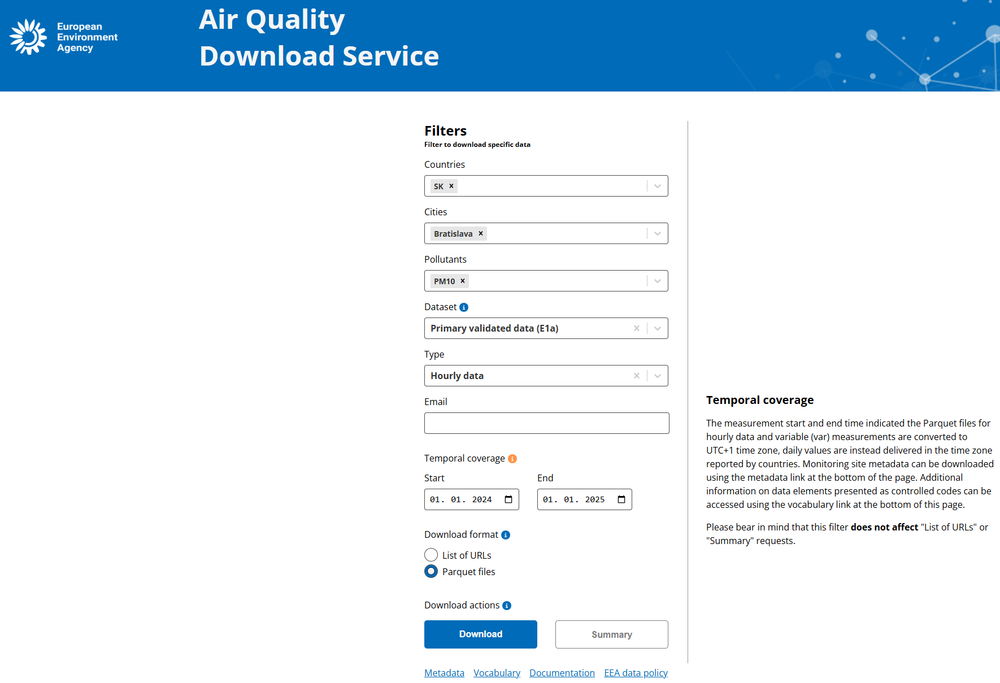 European
Environment
Agency
Air Quality
Download Service
Filters
Filter to download specific data
Countries
SK
Cities
Bratislava
Pollutants
PM10
Dataset
Primary validated data (E1a)
Type
Hourly data
Email
Temporal coverage
Start End
01. 01. 2024 01. 01. 2025
Download format
List of URLs
Parquet files
Download actions
Download Summary
Metadata Vocabulary Documentation EEA data policy
Temporal coverage
The measurement start and end time indicated the Parquet files for
hourly data and variable (var) measurements are converted to
UTC+1 time zone, daily values are instead delivered in the time zone
reported by countries. Monitoring site metadata can be downloaded
using the metadata link at the bottom of the page. Additional
information on data elements presented as controlled codes can be
accessed using the vocabulary link at the bottom of this page.
Please bear in mind that this filter does not affect "List of URLs" or
"Summary" requests.